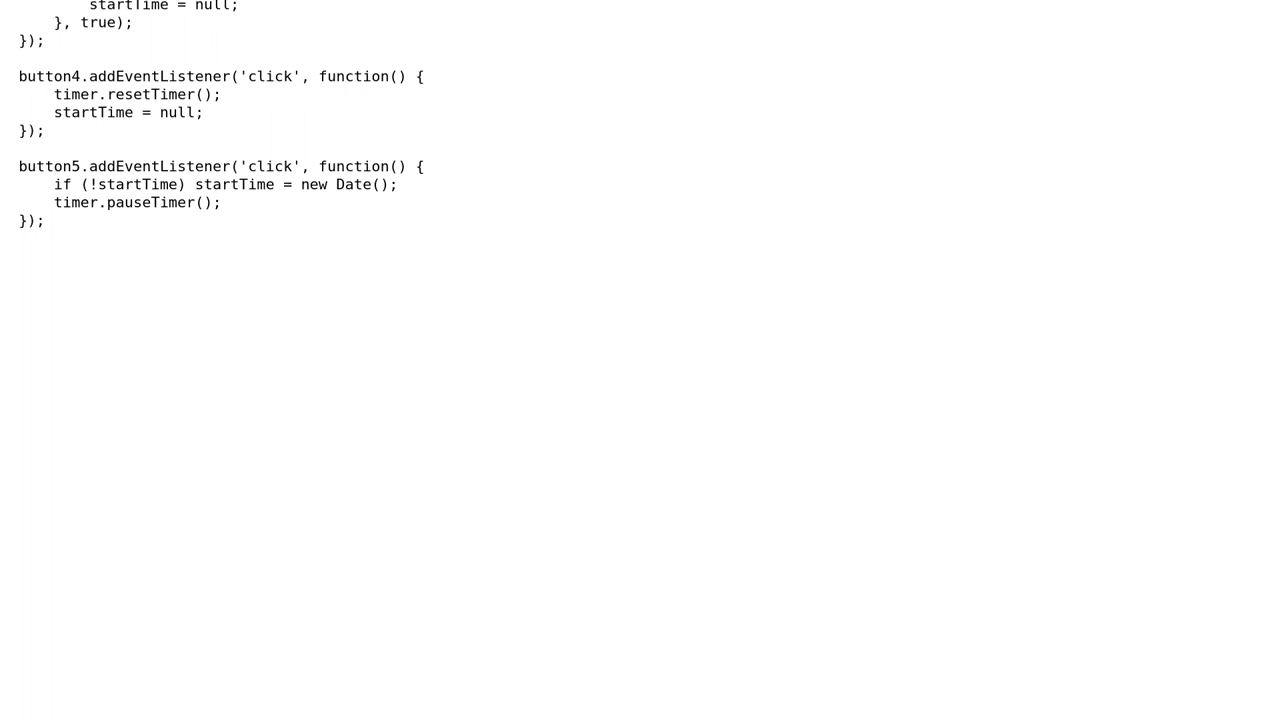 startTime = null;
    }, true);
});

button4.addEventListener('click', function() {
    timer.resetTimer();
    startTime = null;
});

button5.addEventListener('click', function() {
    if (!startTime) startTime = new Date();
    timer.pauseTimer();
});